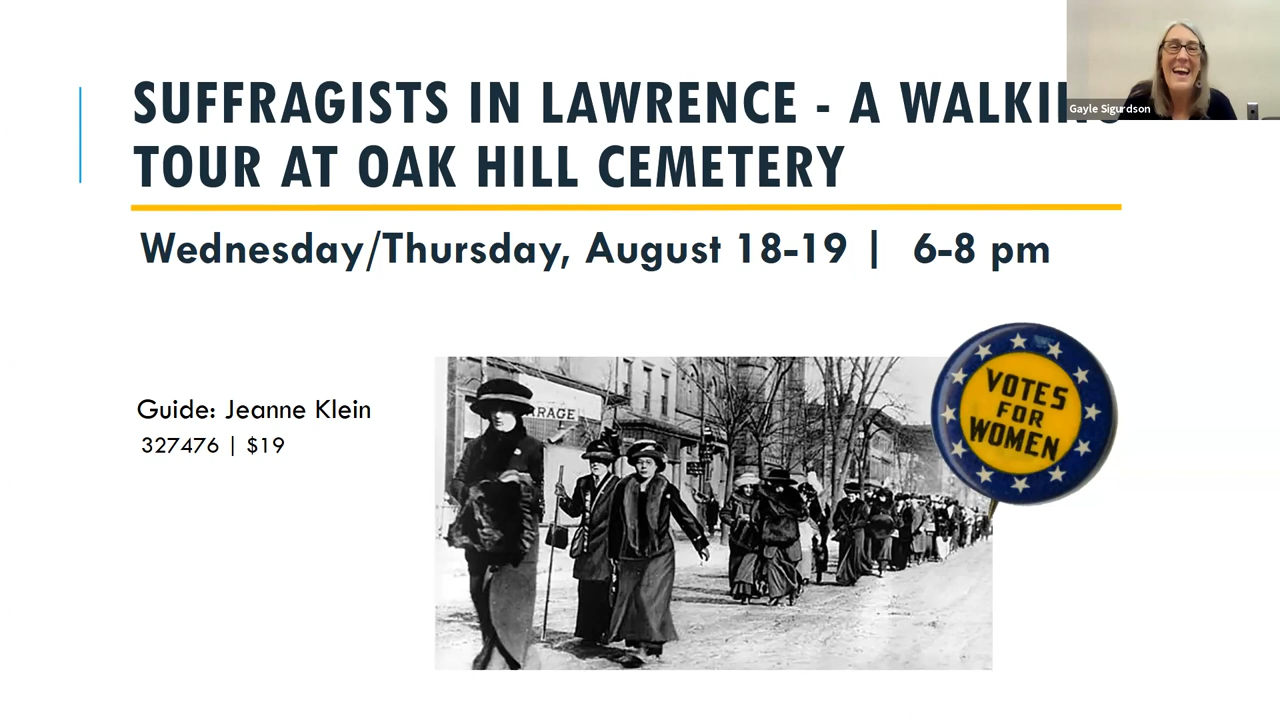 SUFFRAGISTS IN LAWRENCE - A WALKING
Gayle Sigurdson
TOUR AT OAK HILL CEMETERY
Wednesday/Thursday, August 18-19 | 6-8 pm
Guide: Jeanne Klein
327476 | $19
RAGE
VOTES
FOR
WOMEN